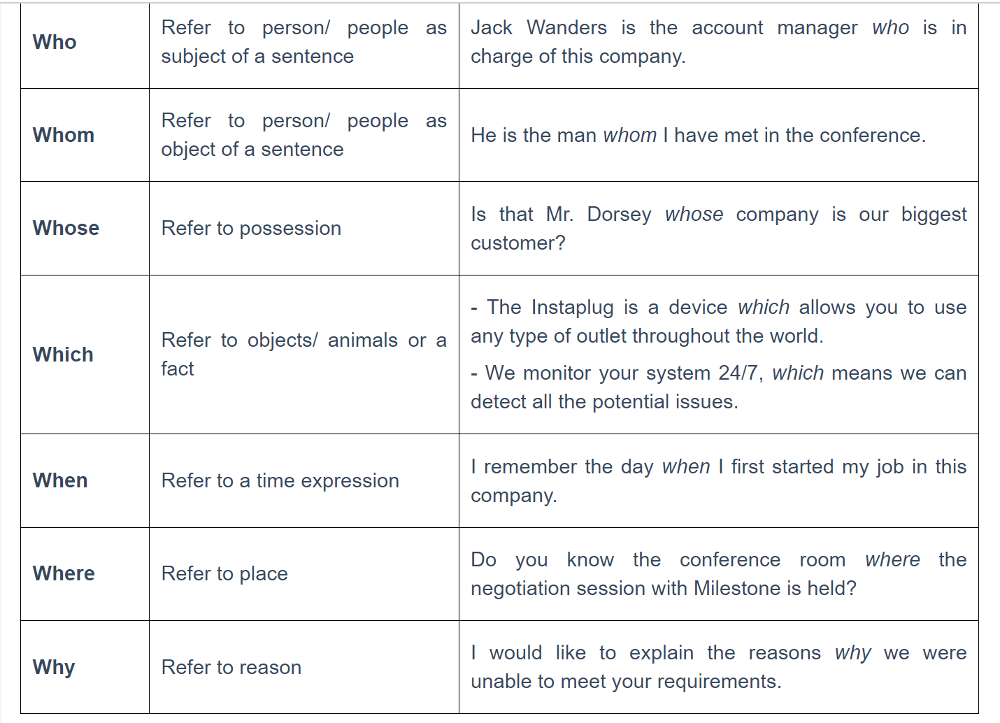 Who
Refer to person/ people as
subject of a sentence
Jack Wanders is the account manager who is in
charge of this company.
Whom
Refer to person/ people as
object of a sentence
He is the man whom I have met in the conference.
Whose
Refer to possession
Is that Mr. Dorsey whose company is our biggest
customer?
Which
Refer to objects/ animals or a
fact
- The Instaplug is a device which allows you to use
any type of outlet throughout the world.
- We monitor your system 24/7, which means we can
detect all the potential issues.
When
Refer to a time expression
I remember the day when I first started my job in this
company.
Where
Refer to place
Do you know the conference room where the
negotiation session with Milestone is held?
Why
Refer to reason
I would like to explain the reasons why we were
unable to meet your requirements.